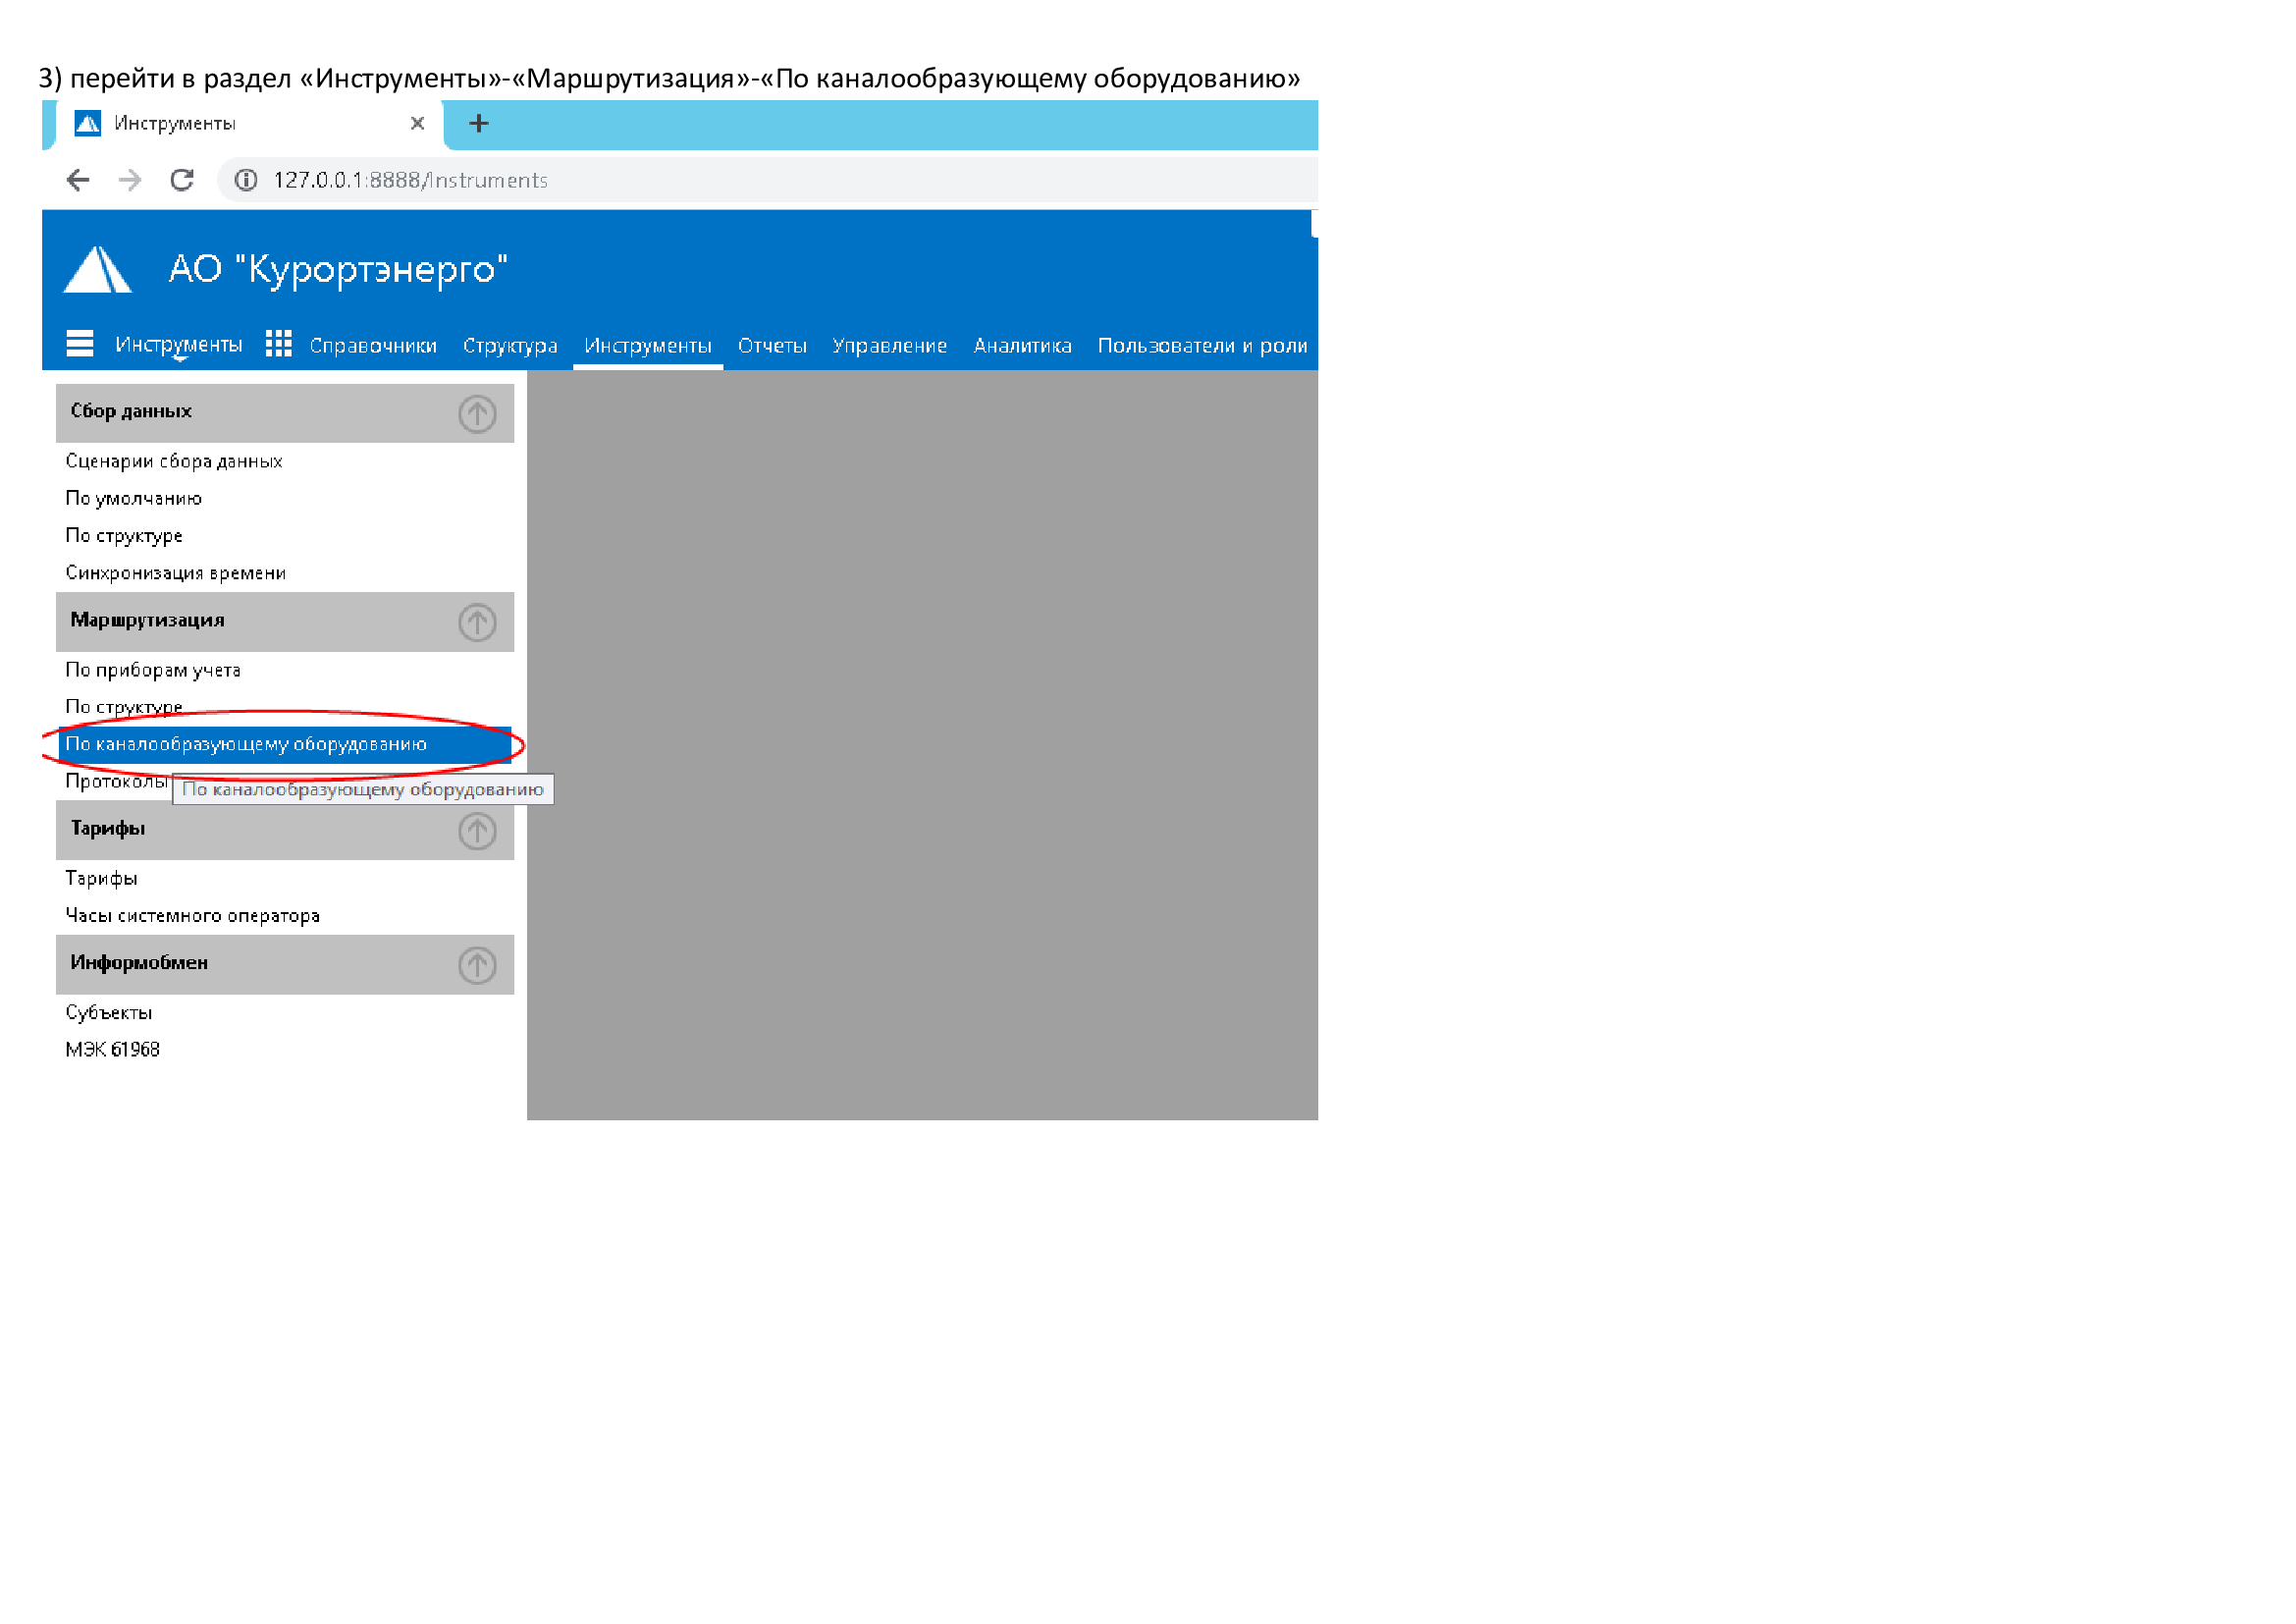 3) перейти в раздел «Инструменты»-«Маршрутизация»-«По каналообразующему оборудованию»
Инструменты
127.0.0.1:8888/Instruments
АО "Курортэнерго"
Инструменты Справочники Структура Инструменты Отчеты Управление Аналитика Пользователи и роли
Сбор данных
Сценарии сбора данных
По умолчанию
По структуре
Синхронизация времени
Маршрутизация
По приборам учета
По структуре
По каналообразующему оборудованию
Протоколы
По каналообразующему оборудованию
Тарифы
Тарифы
Часы системного оператора
Информобмен
Субъекты
МЭК 61968